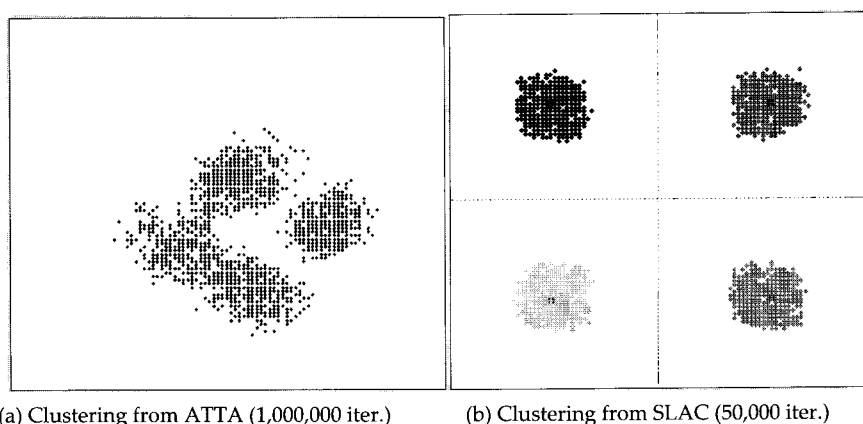 (a) Clustering from ATTA (1,000,000 iter.)
(b) Clustering from SLAC (50,000 iter.)